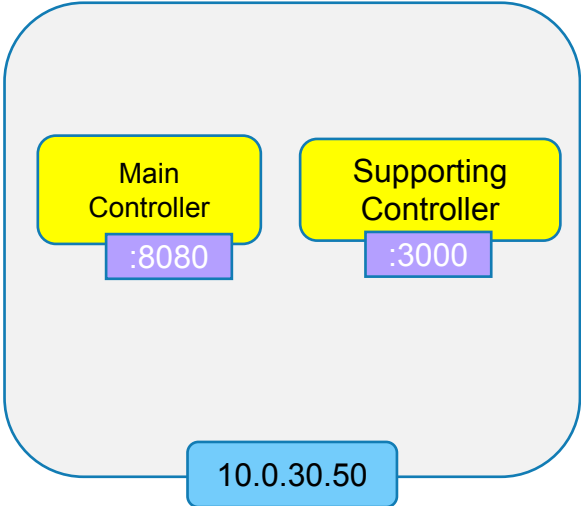 Main
Controller
:8080
Supporting
Controller
:3000
10.0.30.50